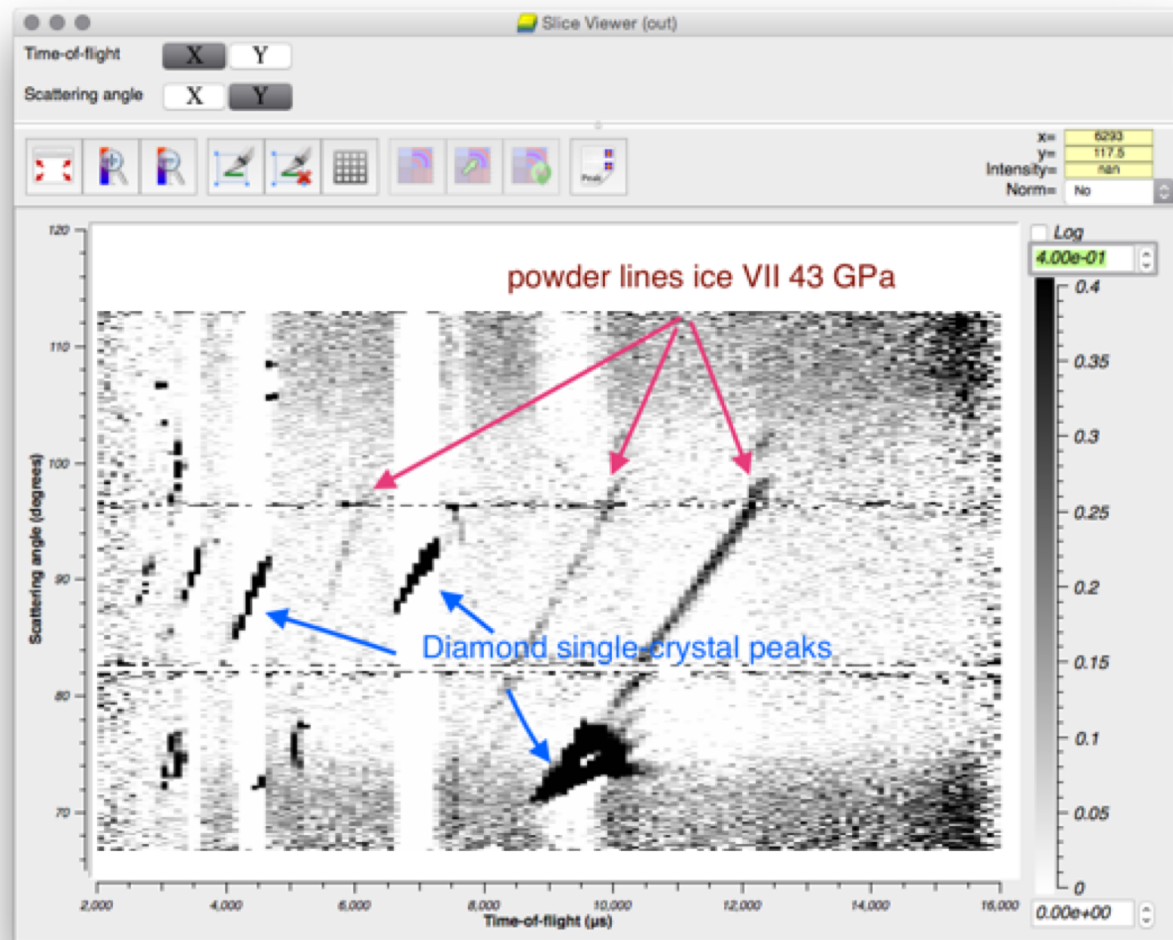 Slice Viewer (out)
Time-of-flight X Y
Scattering angle X Y
x= 6293
y= 117.5
Intensity= nan
Norm= No
Peak
Log
4.00e-01
powder lines ice VII 43 GPa
Diamond single-crystal peaks
Scattering angle (degrees)
120
110
100
90
80
70
2,000 4,000 6,000 8,000 10,000 12,000 14,000 16,000
Time-of-flight (µs)
0.4
0.35
0.3
0.25
0.2
0.15
0.1
0.05
0
0.00e+00